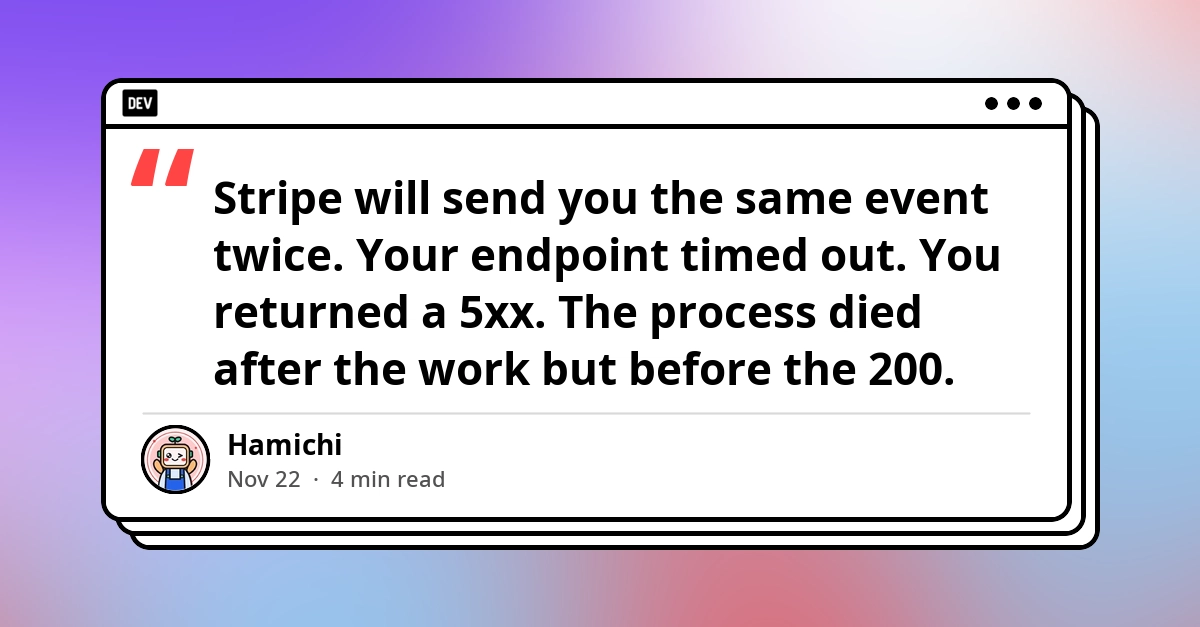 DEV
Stripe will send you the same event
twice. Your endpoint timed out. You
returned a 5xx. The process died
after the work but before the 200.
Hamichi
Nov 22 · 4 min read